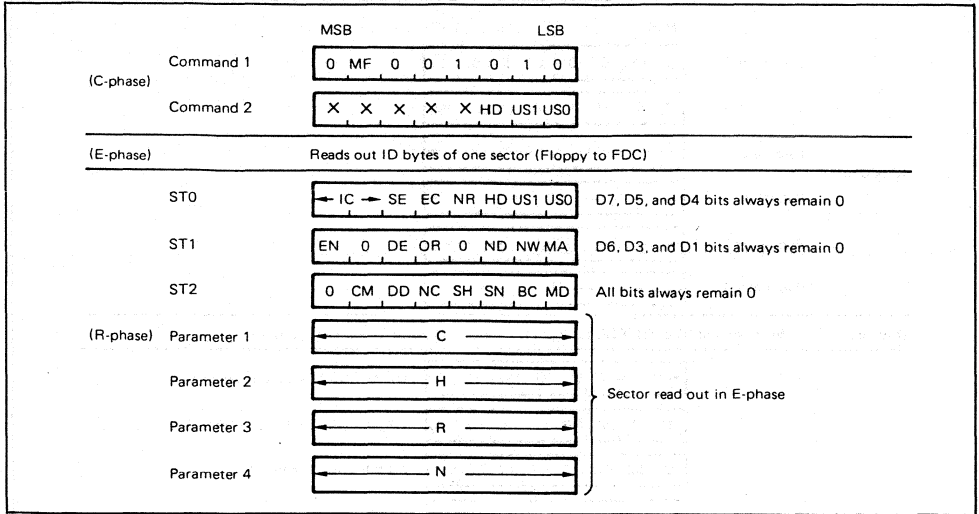 MSB LSB
Command 1 0 MF 0 0 1 0 1 0
(C-phase)
Command 2 X X X X X HD US1 US0
(E-phase) Reads out ID bytes of one sector (Floppy to FDC)
ST0 IC SE EC NR HD US1 US0 D7, D5, and D4 bits always remain 0
ST1 EN 0 DE OR 0 ND NW MA D6, D3, and D1 bits always remain 0
ST2 0 CM DD NC SH SN BC MD All bits always remain 0
(R-phase) Parameter 1 C
Parameter 2 H
Sector read out in E-phase
Parameter 3 R
Parameter 4 N